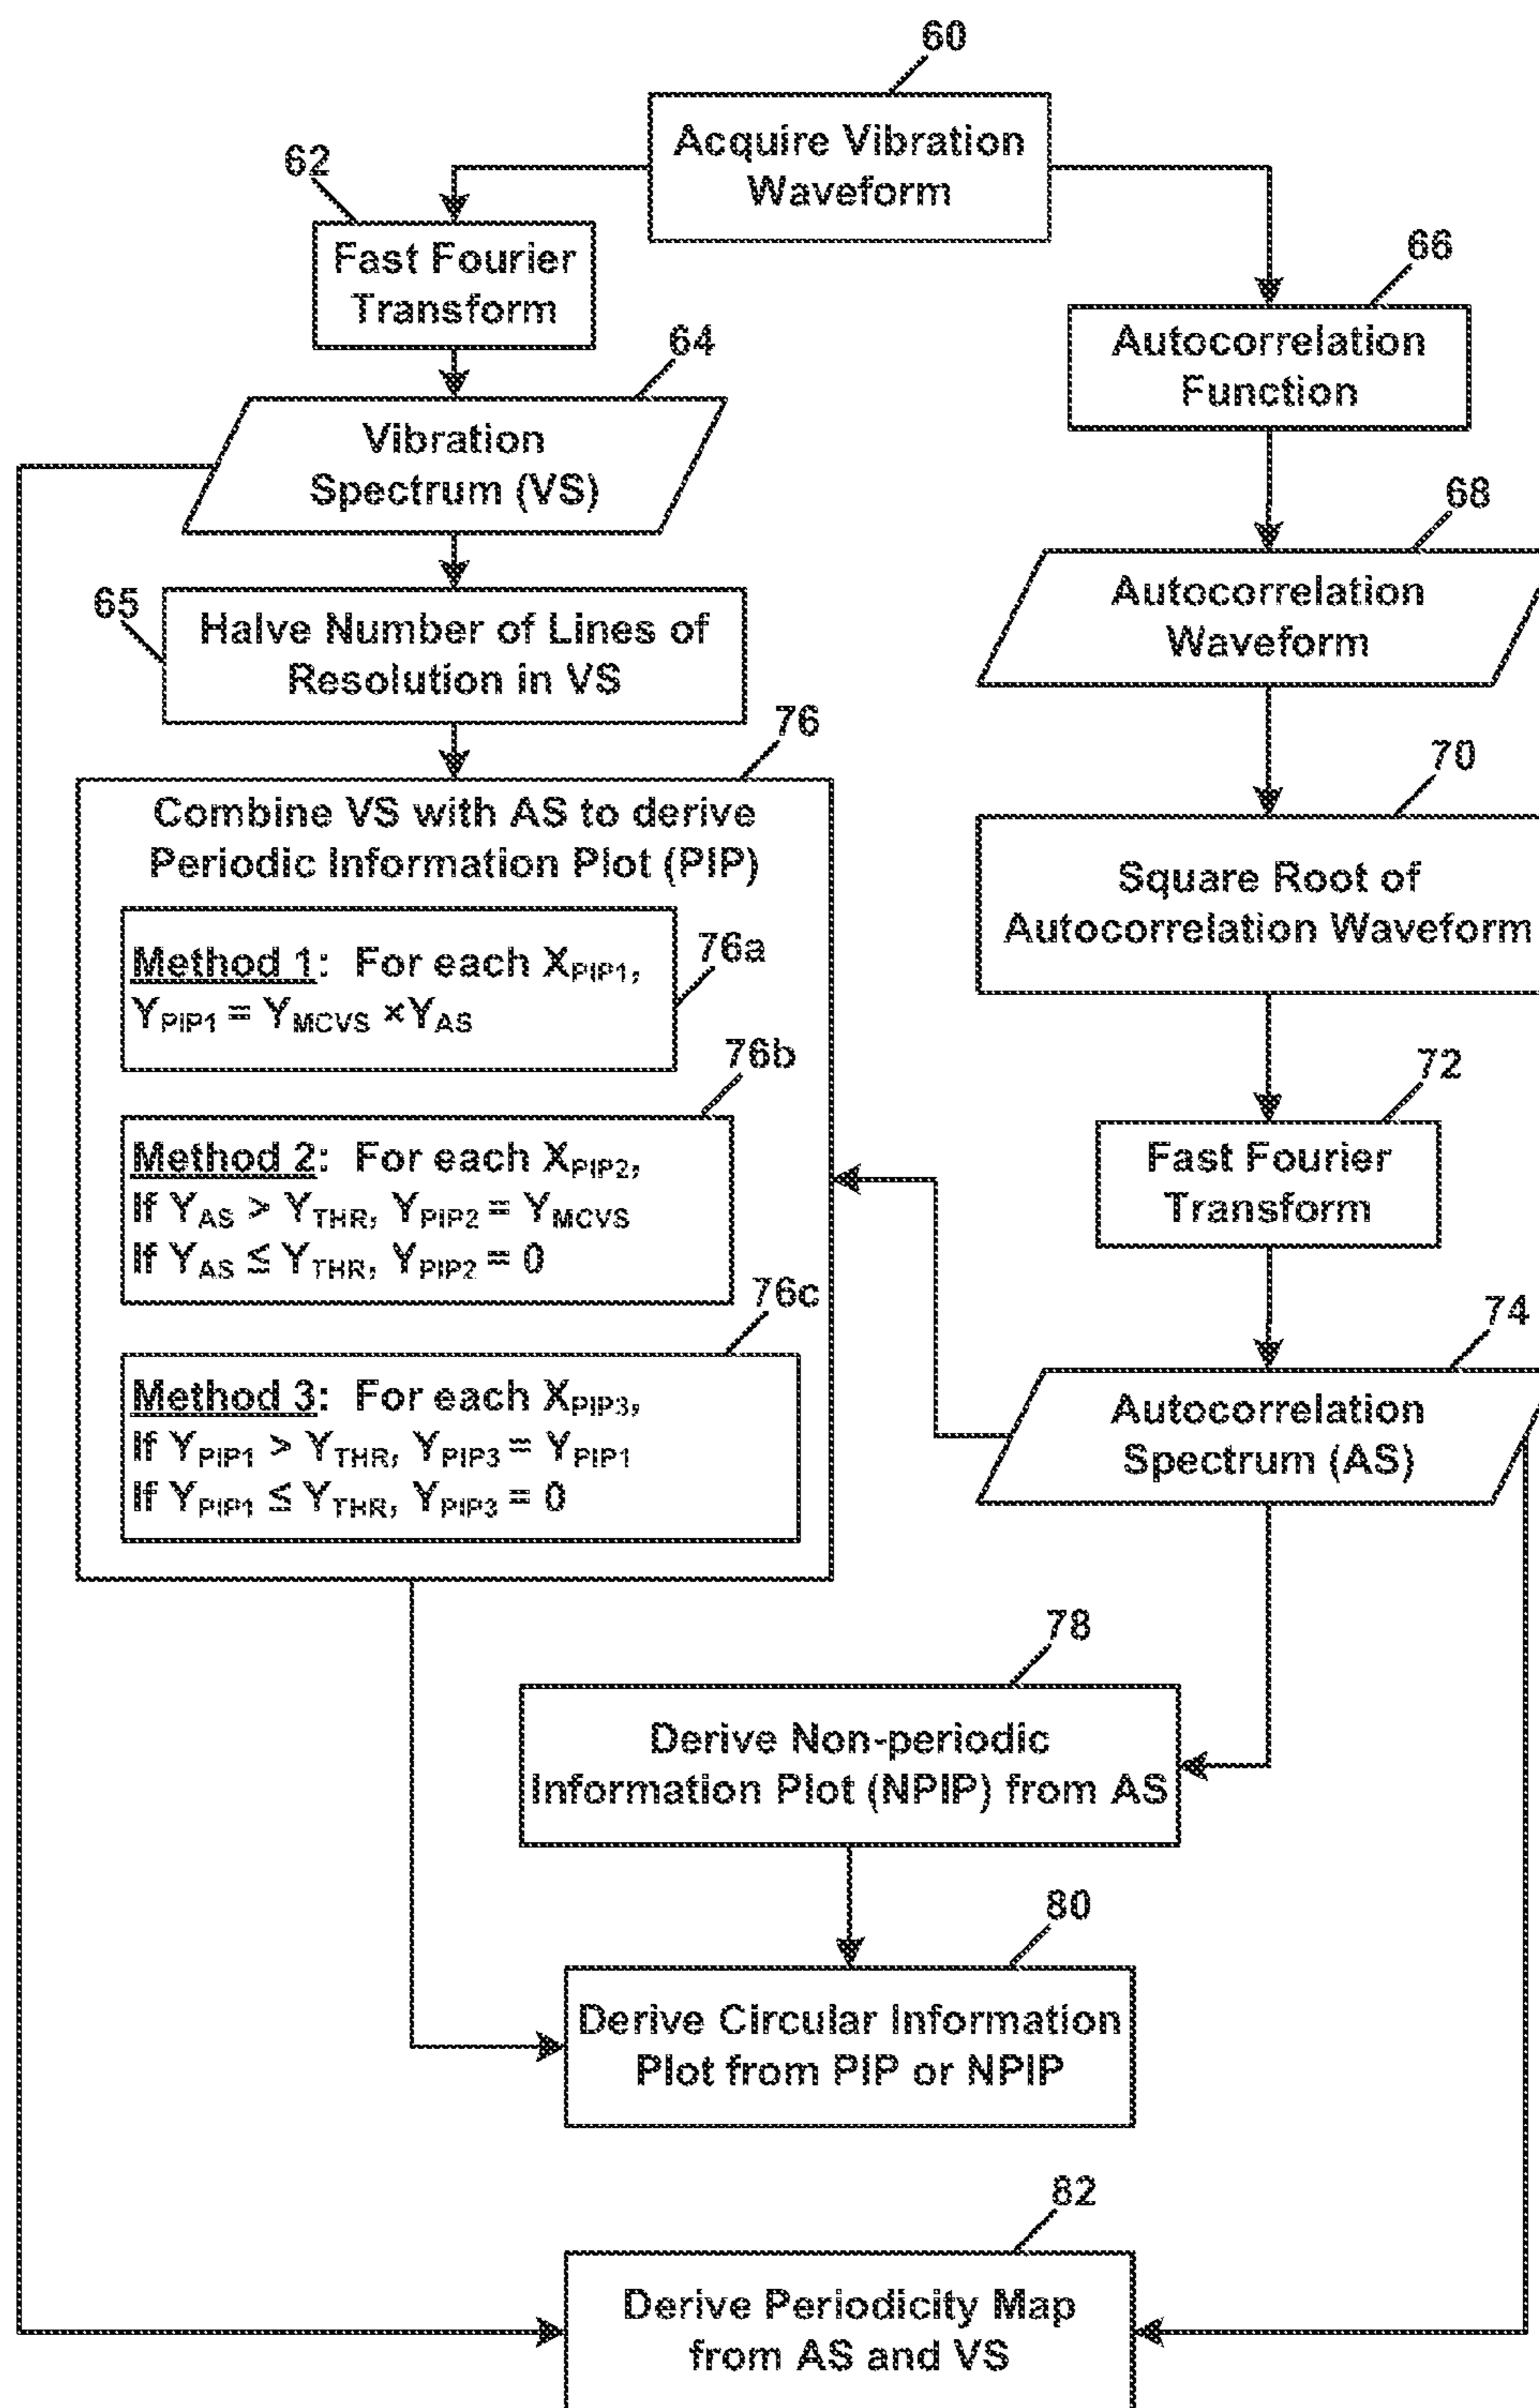 60
Acquire Vibration
Waveform
62
Fast Fourier
Transform
66
Autocorrelation
Function
64
Vibration
Spectrum (VS)
68
Autocorrelation
Waveform
65
Halve Number of Lines of
Resolution in VS
70
Square Root of
Autocorrelation Waveform
76
Combine VS with AS to derive
Periodic Information Plot (PIP)
76a
Method 1: For each XPIP1,
YPIP1 = YMCVS ×YAS
76b
Method 2: For each XPIP2,
If YAS > YTHR, YPIP2 = YMCVS
If YAS ≤ YTHR, YPIP2 = 0
76c
Method 3: For each XPIP3,
If YPIP1 > YTHR, YPIP3 = YPIP1
If YPIP1 ≤ YTHR, YPIP3 = 0
72
Fast Fourier
Transform
74
Autocorrelation
Spectrum (AS)
78
Derive Non-periodic
Information Plot (NPIP) from AS
80
Derive Circular Information
Plot from PIP or NPIP
82
Derive Periodicity Map
from AS and VS